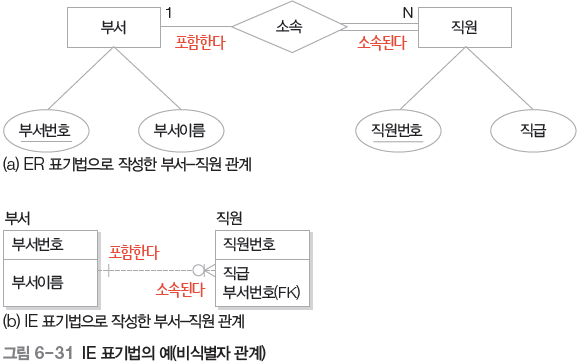 부서
1
소속
N
직원
포함한다
소속된다
부서번호
부서이름
직원번호
직급
(a) ER 표기법으로 작성한 부서-직원 관계
부서
직원
부서번호
포함한다
직원번호
부서이름
소속된다
직급
부서번호(FK)
(b) IE 표기법으로 작성한 부서-직원 관계
그림 6-31 IE 표기법의 예(비식별자 관계)